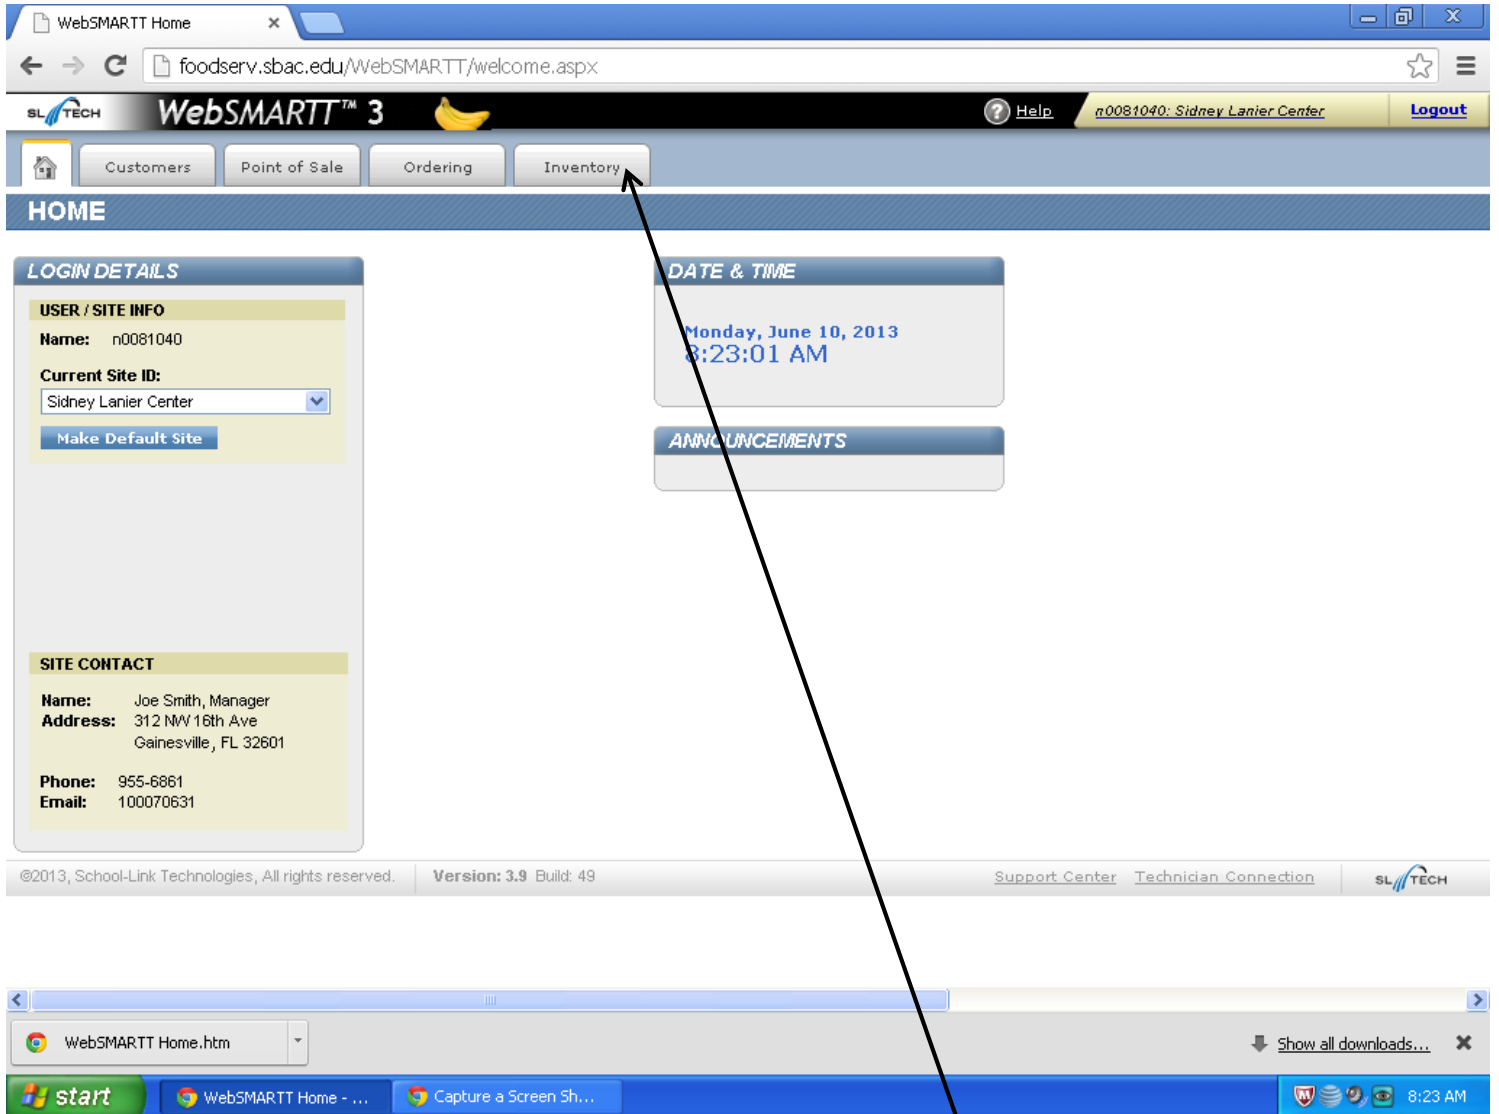 WebSMARTT Home
foodserv.sbac.edu/WebSMARTT/welcome.aspx
SL TECH WebSMARTT™ 3 ? Help n0081040: Sidney Lanier Center Logout
Customers Point of Sale Ordering Inventory
HOME
LOGIN DETAILS
USER / SITE INFO
Name: n0081040
Current Site ID:
Sidney Lanier Center
Make Default Site
SITE CONTACT
Name: Joe Smith, Manager
Address: 312 NW 16th Ave
Gainesville, FL 32601
Phone: 955-6861
Email: 100070631
DATE & TIME
Monday, June 10, 2013
8:23:01 AM
ANNOUNCEMENTS
©2013, School-Link Technologies, All rights reserved. Version: 3.9 Build: 49 Support Center Technician Connection SL TECH
WebSMARTT Home.htm Show all downloads...
start WebSMARTT Home - ... Capture a Screen Sh... 8:23 AM